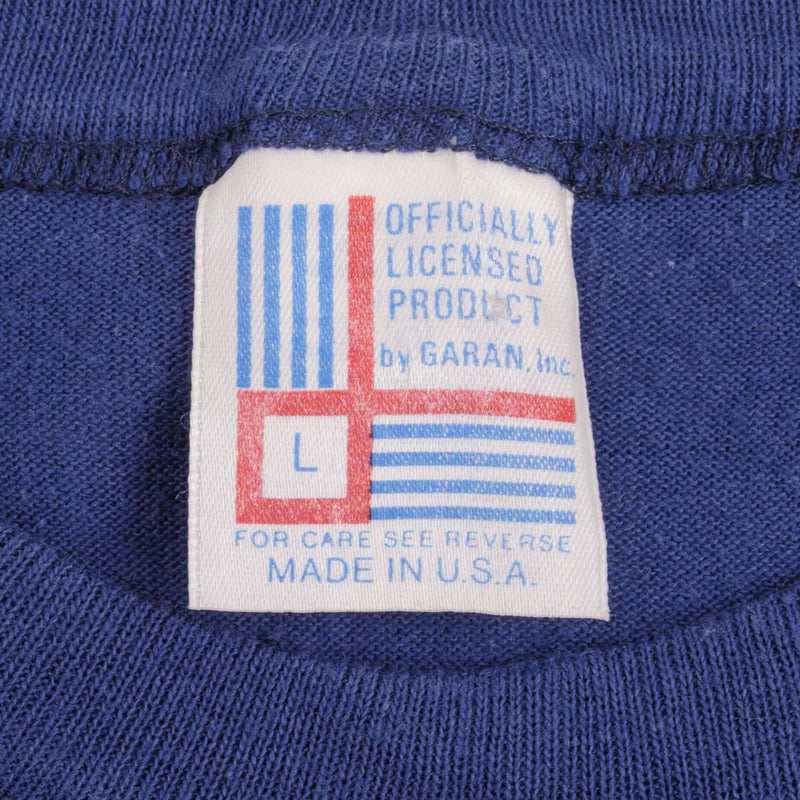 OFFICIALLY
LICENSED
PRODUCT
by GARAN, Inc.
L
FOR CARE SEE REVERSE
MADE IN U.S.A.